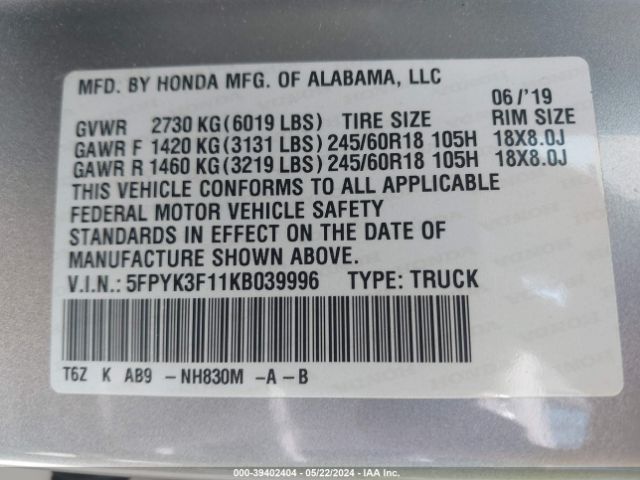 MFD. BY HONDA MFG. OF ALABAMA, LLC
06/'19
GVWR 2730 KG(6019 LBS) TIRE SIZE RIM SIZE
GAWR F 1420 KG(3131 LBS) 245/60R18 105H 18X8.0J
GAWR R 1460 KG(3219 LBS) 245/60R18 105H 18X8.0J
THIS VEHICLE CONFORMS TO ALL APPLICABLE
FEDERAL MOTOR VEHICLE SAFETY
STANDARDS IN EFFECT ON THE DATE OF
MANUFACTURE SHOWN ABOVE.
V.I.N.: 5FPYK3F11KB039996 TYPE: TRUCK
T6Z K AB9 -NH830M -A-B
000-39402404 - 05/22/2024 - IAA Inc.